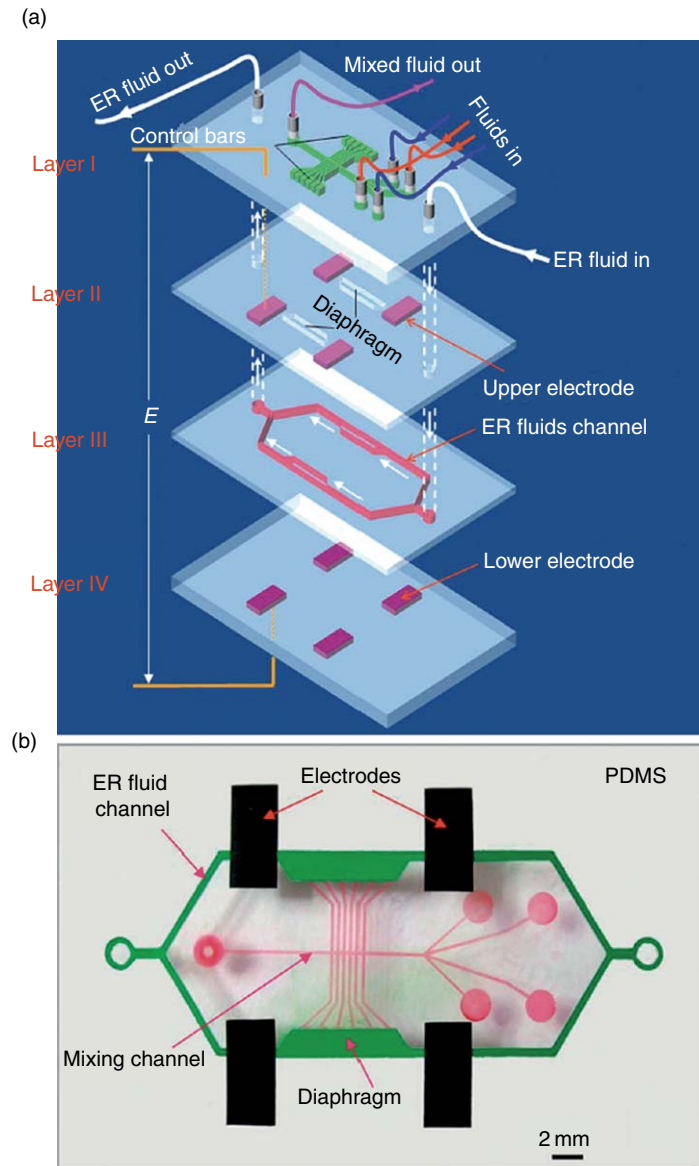 (a)
ER fluid out
Mixed fluid out
Fluids in
Control bars
Layer I
ER fluid in
Layer II
Diaphragm
Upper electrode
E
Layer III
ER fluids channel
Layer IV
Lower electrode
(b)
ER fluid
channel
Electrodes
PDMS
Mixing channel
Diaphragm
2 mm